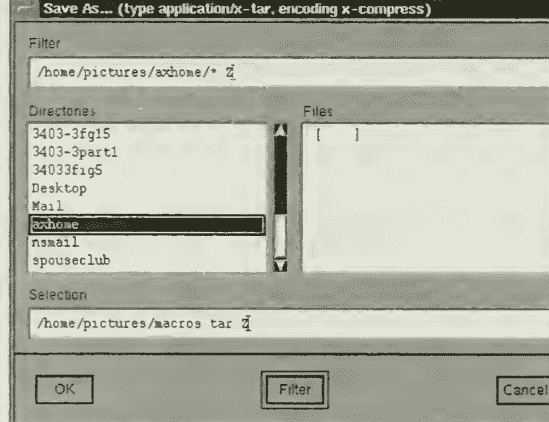 Save As... (type application/x-tar, encoding x-compress)
Filter
/home/pictures/axhome/* Z
Directories
Files
3403-3fg15
[ ]
3403-3part1
34033fig5
Desktop
Mail
axhome
nsmail
spouseclub
Selection
/home/pictures/macros tar Z
OK
Filter
Cancel